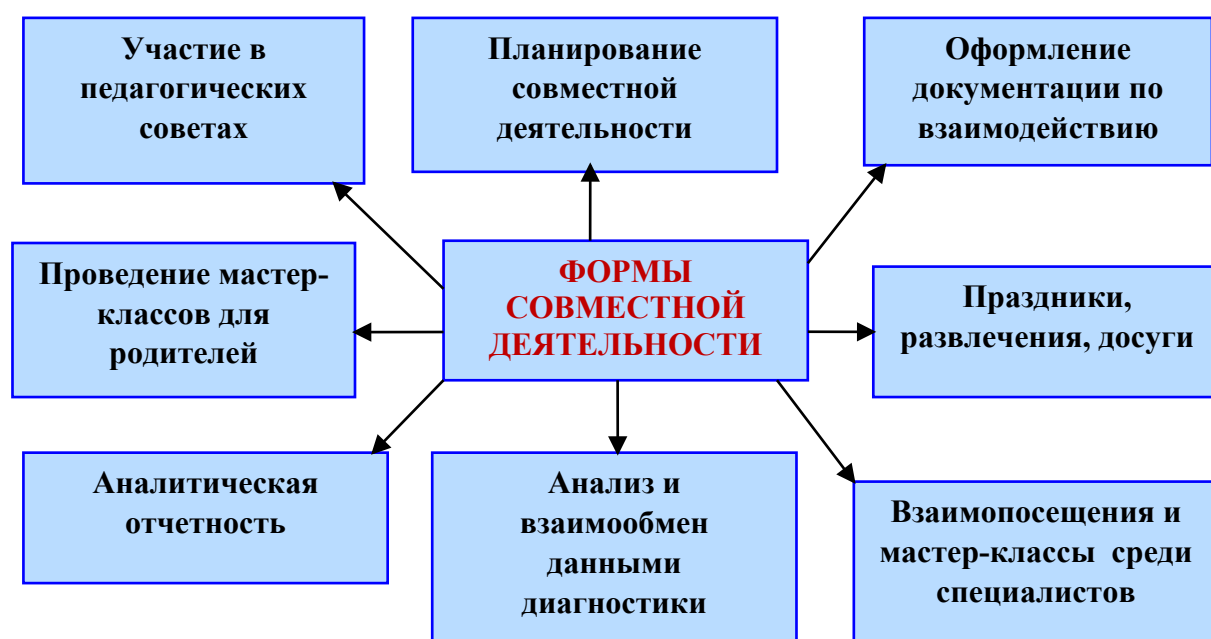 Участие в
педагогических
советах
Планирование
совместной
деятельности
Оформление
документации по
взаимодействию
Проведение мастер-
классов для
родителей
ФОРМЫ
СОВМЕСТНОЙ
ДЕЯТЕЛЬНОСТИ
Праздники,
развлечения, досуги
Аналитическая
отчетность
Анализ и
взаимообмен
данными
диагностики
Взаимопосещения и
мастер-классы среди
специалистов